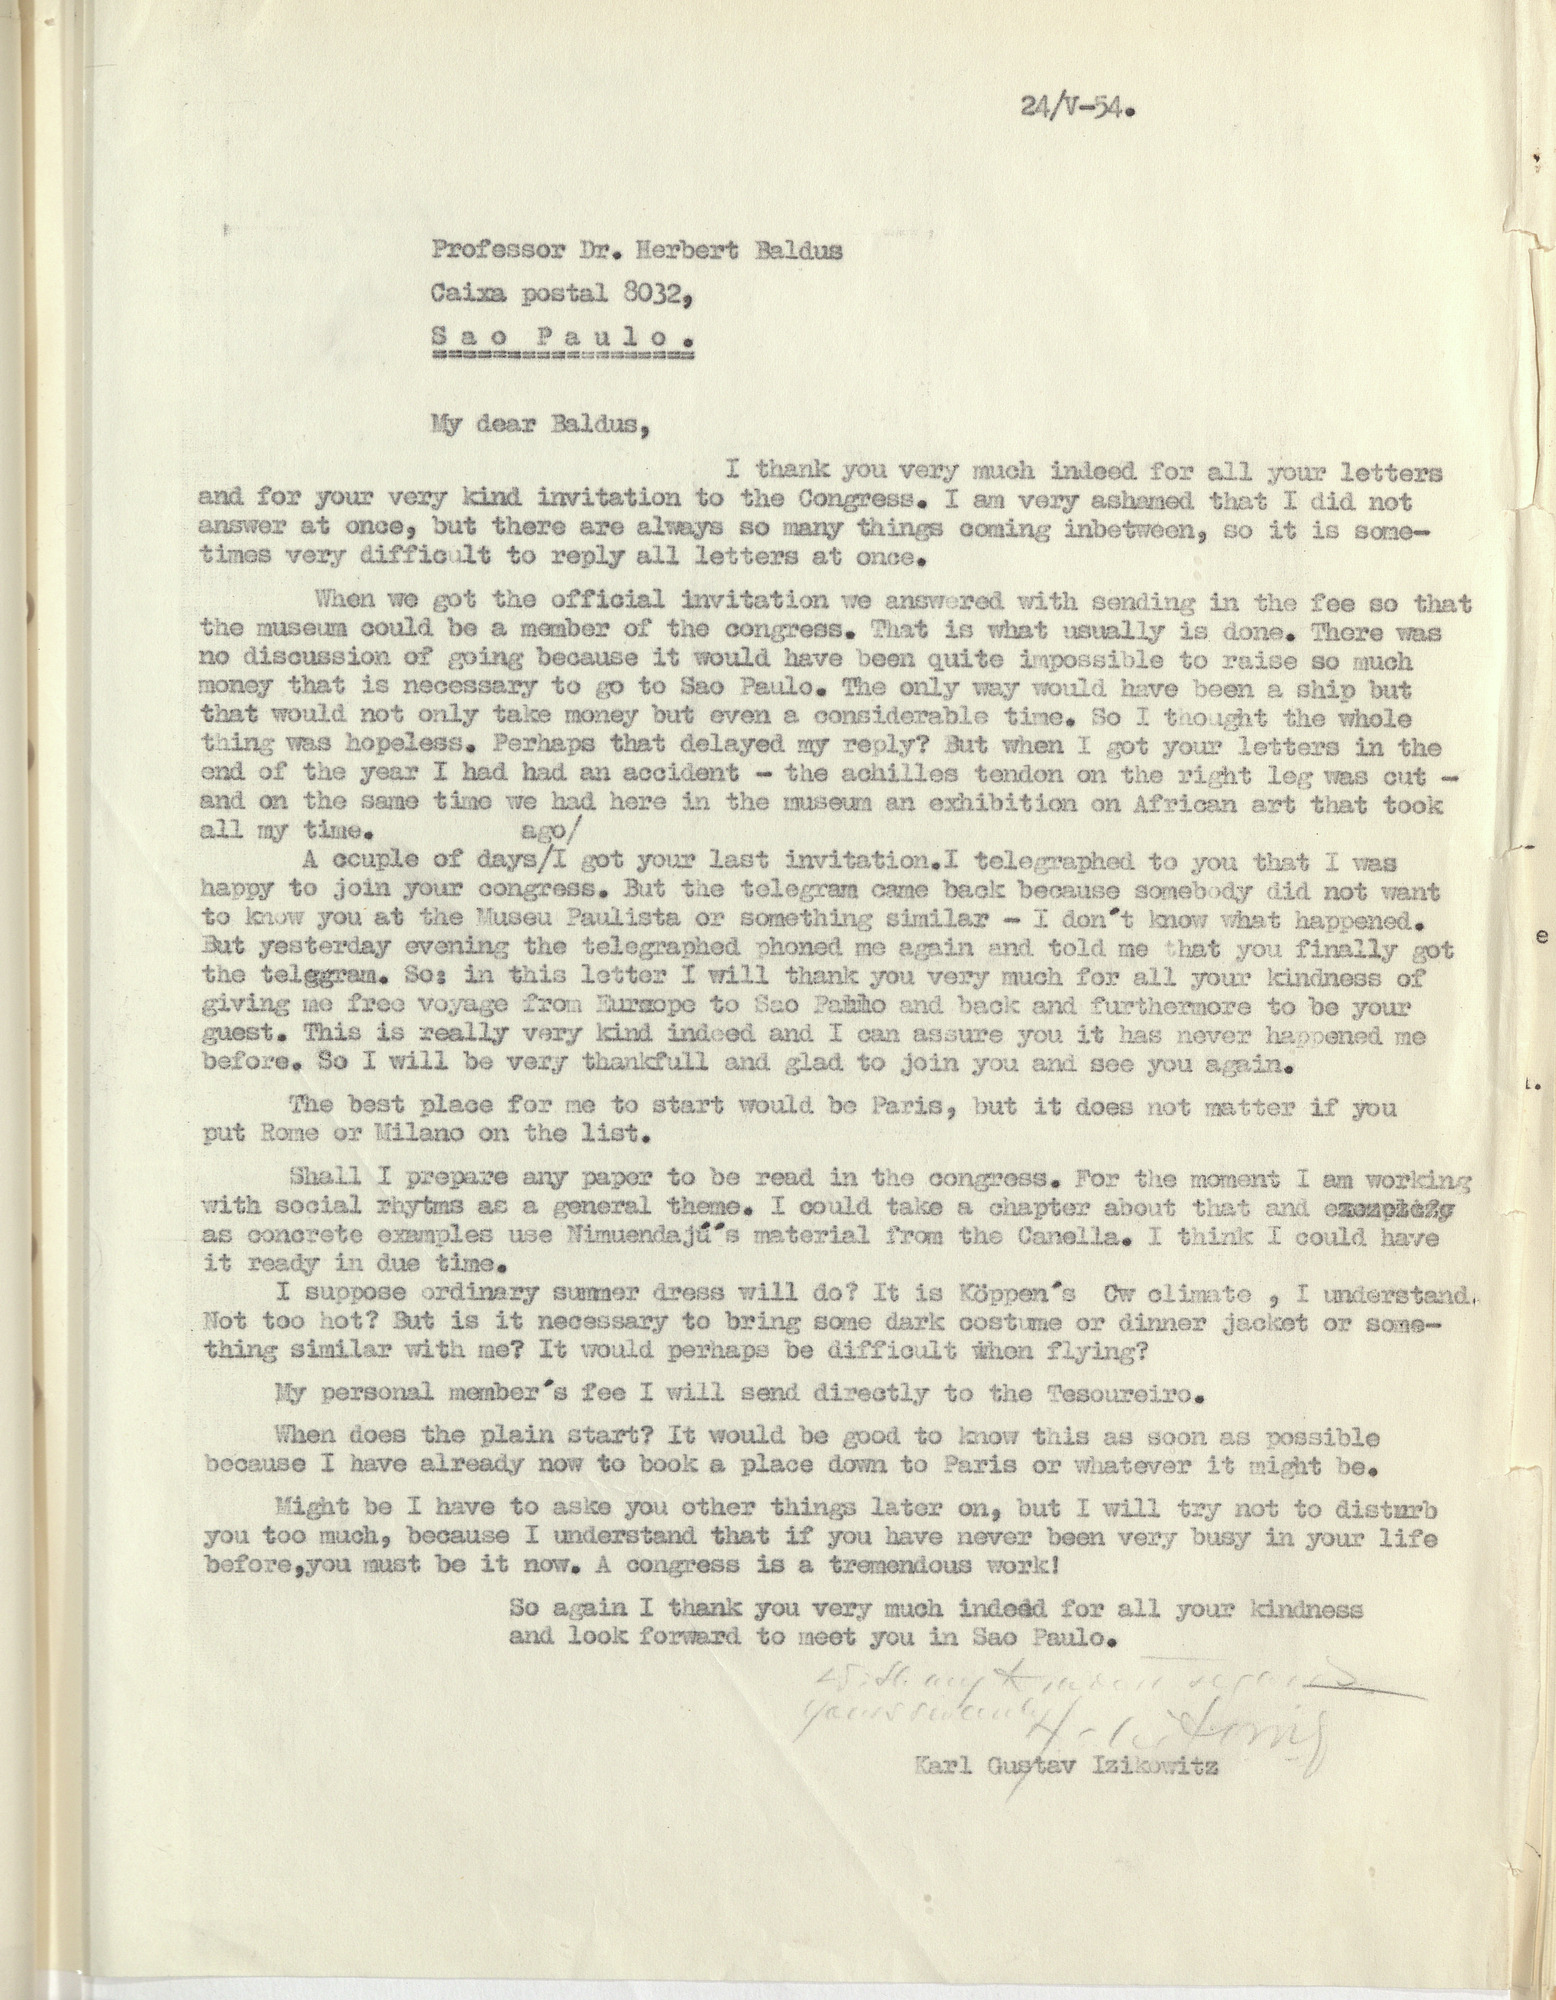 24/V-54.
Professor Dr. Herbert Baldus
Caixa postal 8032,
S a o  P a u l o .
My dear Baldus,
I thank you very much indeed for all your letters
and for your very kind invitation to the Congress. I am very ashamed that I did not
answer at once, but there are always so many things coming inbetween, so it is some-
times very difficult to reply all letters at once.
When we got the official invitation we answered with sending in the fee so that
the museum could be a member of the congress. That is what usually is done. There was
no discussion of going because it would have been quite impossible to raise so much
money that is necessary to go to Sao Paulo. The only way would have been a ship but
that would not only take money but even a considerable time. So I thought the whole
thing was hopeless. Perhaps that delayed my reply? But when I got your letters in the
end of the year I had had an accident - the achilles tendon on the right leg was cut -
and on the same time we had here in the museum an exhibition on African art that took
all my time. ago/
A couple of days/I got your last invitation.I telegraphed to you that I was
happy to join your congress. But the telegram came back because somebody did not want
to know you at the Museu Paulista or something similar - I don't know what happened.
But yesterday evening the telegraphed phoned me again and told me that you finally got
the telegram. So: in this letter I will thank you very much for all your kindness of
giving me free voyage from Europe to Sao Paulo and back and furthermore to be your
guest. This is really very kind indeed and I can assure you it has never happened me
before. So I will be very thankfull and glad to join you and see you again.
The best place for me to start would be Paris, but it does not matter if you
put Rome or Milano on the list.
Shall I prepare any paper to be read in the congress. For the moment I am working
with social rhytms as a general theme. I could take a chapter about that and
as concrete examples use Nimuendajú's material from the Canella. I think I could have
it ready in due time.
I suppose ordinary summer dress will do? It is Köppen's Cw climate , I understand.
Not too hot? But is it necessary to bring some dark costume or dinner jacket or some-
thing similar with me? It would perhaps be difficult when flying?
My personal member's fee I will send directly to the Tesoureiro.
When does the plain start? It would be good to know this as soon as possible
because I have already now to book a place down to Paris or whatever it might be.
Might be I have to aske you other things later on, but I will try not to disturb
you too much, because I understand that if you have never been very busy in your life
before,you must be it now. A congress is a tremendous work!
So again I thank you very much indeed for all your kindness
and look forward to meet you in Sao Paulo.
With my
yours
Karl Gustav Izikowitz